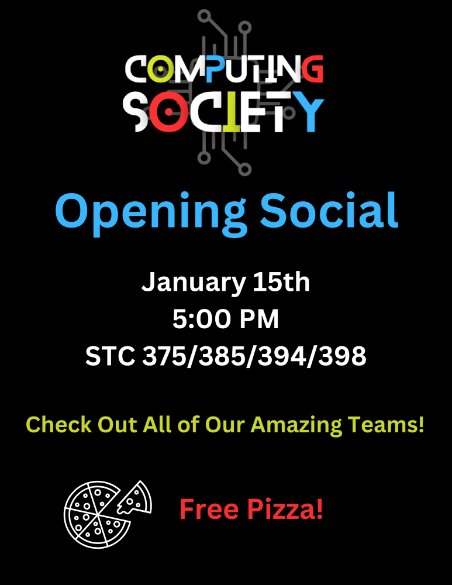 COMPUTING
SOCIETY
Opening Social
January 15th
5:00 PM
STC 375/385/394/398
Check Out All of Our Amazing Teams!
Free Pizza!